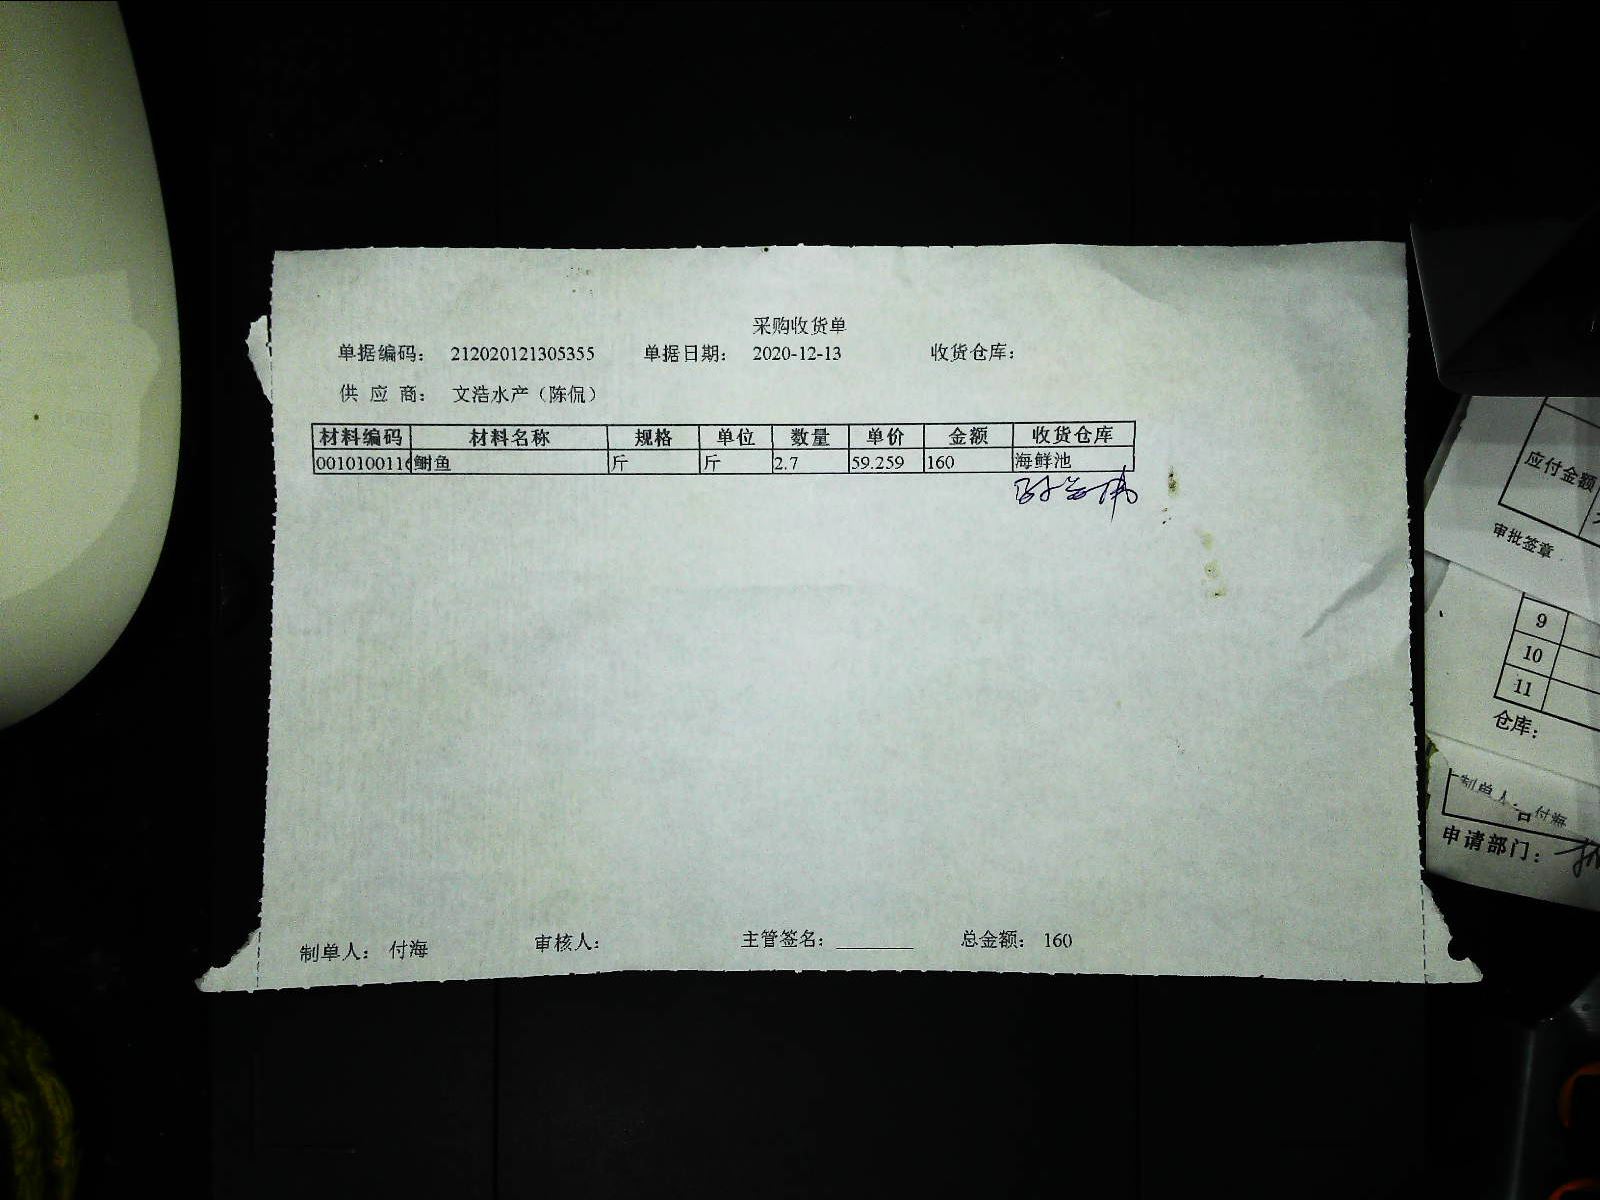 采购收货单
单据编码： 212020121305355 单据日期： 2020-12-13 收货仓库：
供 应 商： 文浩水产（陈侃）
材料编码 材料名称 规格 单位 数量 单价 金额 收货仓库
0010100116 鲥鱼 斤 斤 2.7 59.259 160 海鲜池
制单人： 付海 审核人： 主管签名：________ 总金额： 160
应付金额
审批签章
9
10
11
仓库：
制单人：付海
申请部门：